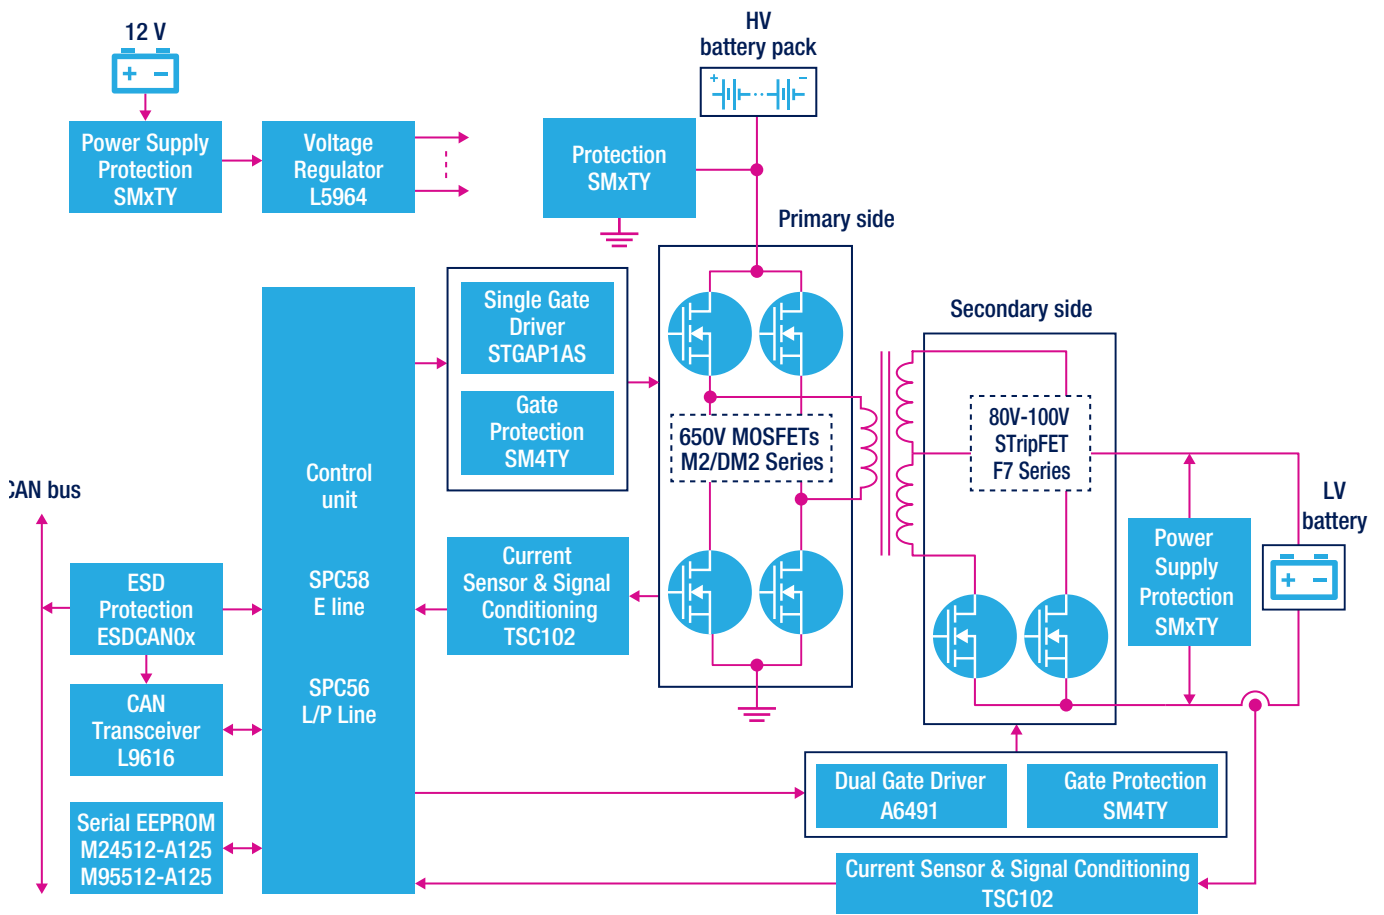 12 V
HV
battery pack
Power Supply
Protection
SMxTY
Voltage
Regulator
L5964
Protection
SMxTY
Primary side
Single Gate
Driver
STGAP1AS
Gate
Protection
SM4TY
650V MOSFETs
M2/DM2 Series
Secondary side
80V-100V
STripFET
F7 Series
LV
battery
Power
Supply
Protection
SMxTY
Control
unit
SPC58
E line
SPC56
L/P Line
Current
Sensor & Signal
Conditioning
TSC102
CAN bus
ESD
Protection
ESDCAN0x
CAN
Transceiver
L9616
Serial EEPROM
M24512-A125
M95512-A125
Dual Gate Driver
A6491
Gate Protection
SM4TY
Current Sensor & Signal Conditioning
TSC102